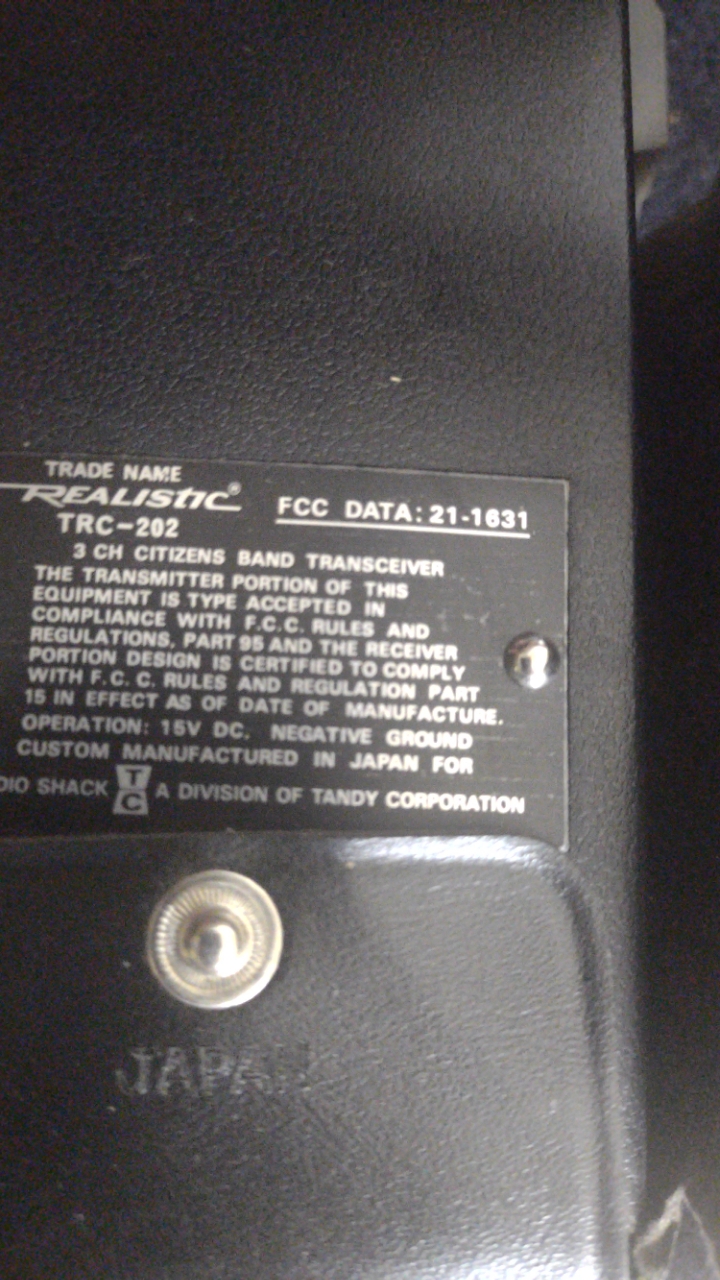 TRADE NAME
REALISTIC®
FCC DATA: 21-1631
TRC-202
3 CH CITIZENS BAND TRANSCEIVER
THE TRANSMITTER PORTION OF THIS
EQUIPMENT IS TYPE ACCEPTED IN
COMPLIANCE WITH F.C.C. RULES AND
REGULATIONS, PART 95 AND THE RECEIVER
PORTION DESIGN IS CERTIFIED TO COMPLY
WITH F.C.C. RULES AND REGULATION PART
15 IN EFFECT AS OF DATE OF MANUFACTURE.
OPERATION: 15V DC. NEGATIVE GROUND
CUSTOM MANUFACTURED IN JAPAN FOR
DIO SHACK TC A DIVISION OF TANDY CORPORATION
JAPAN